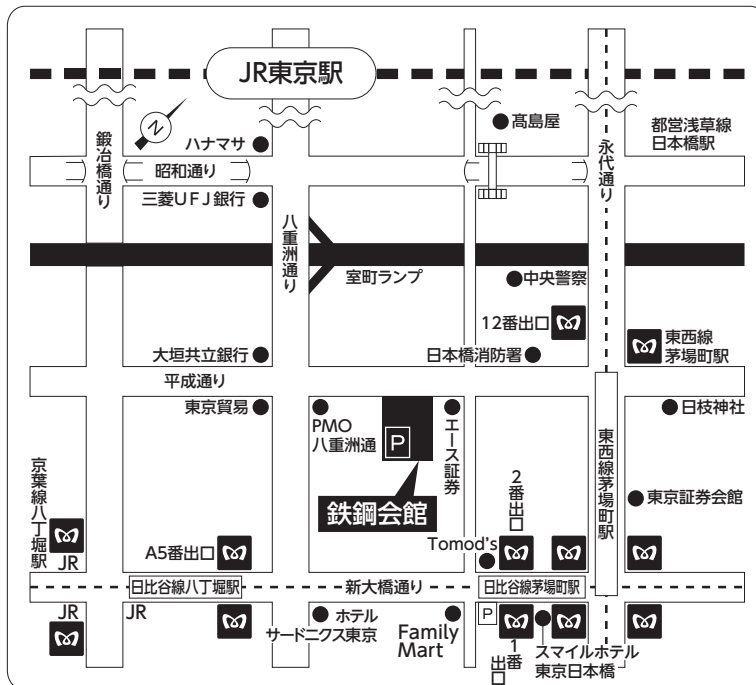 JR東京駅
N
髙島屋
都営浅草線
日本橋駅
ハナマサ
鍛冶橋通り
昭和通り
永代通り
三菱UFJ銀行
八重洲通り
室町ランプ
中央警察
12番出口
大垣共立銀行
日本橋消防署
東西線
茅場町駅
平成通り
東京貿易
PMO
八重洲通
P
エース証券
日枝神社
東西線茅場町駅
京葉線八丁堀駅
鉄鋼会館
2番出口
東京証券会館
A5番出口
Tomod's
JR
日比谷線八丁堀駅
新大橋通り
日比谷線茅場町駅
JR
JR
ホテル
サードニクス東京
Family
Mart
P
1番
出口
スマイルホテル
東京日本橋